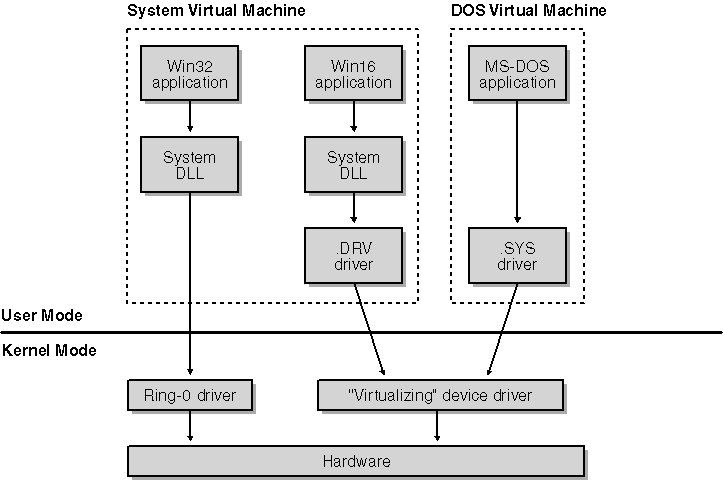 System Virtual Machine
DOS Virtual Machine
Win32
application
Win16
application
MS-DOS
application
System
DLL
System
DLL
.DRV
driver
.SYS
driver
User Mode
Kernel Mode
Ring-0 driver
"Virtualizing" device driver
Hardware